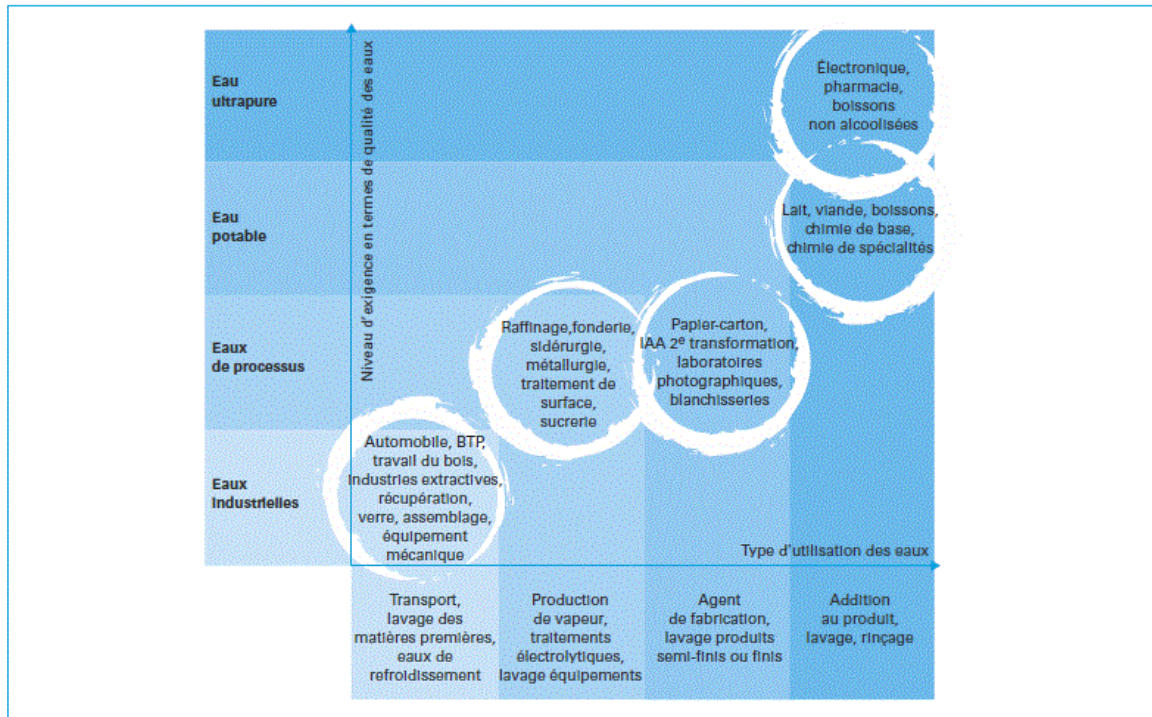 Niveau d'exigence en termes de qualité des eaux
Eau
ultrapure
Électronique,
pharmacie,
boissons
non alcoolisées
Eau
potable
Lait, viande, boissons,
chimie de base,
chimie de spécialités
Eaux
de processus
Raffinage,fonderie,
sidérurgie,
métallurgie,
traitement de
surface,
sucrerie
Papier-carton,
IAA 2e transformation,
laboratoires
photographiques,
blanchisseries
Eaux
industrielles
Automobile, BTP,
travail du bois,
industries extractives,
récupération,
verre, assemblage,
équipement
mécanique
Type d'utilisation des eaux
Transport,
lavage des
matières premières,
eaux de
refroidissement
Production
de vapeur,
traitements
électrolytiques,
lavage équipements
Agent
de fabrication,
lavage produits
semi-finis ou finis
Addition
au produit,
lavage, rinçage